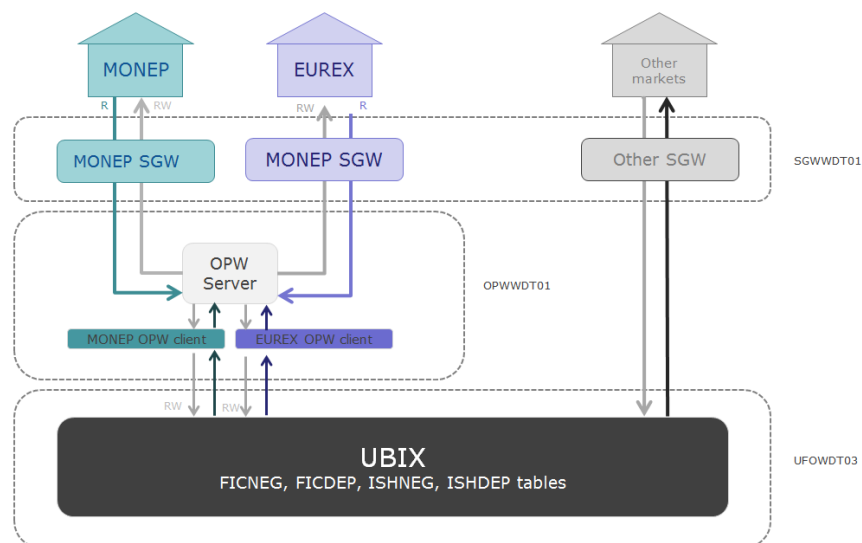 MONEP
EUREX
Other
markets
R
RW
RW
R
MONEP SGW
MONEP SGW
Other SGW
SGWWDT01
OPW
Server
OPWWDT01
MONEP OPW client
EUREX OPW client
RW
RW
UBIX
FICNEG, FICDEP, ISHNEG, ISHDEP tables
UFOWDT03